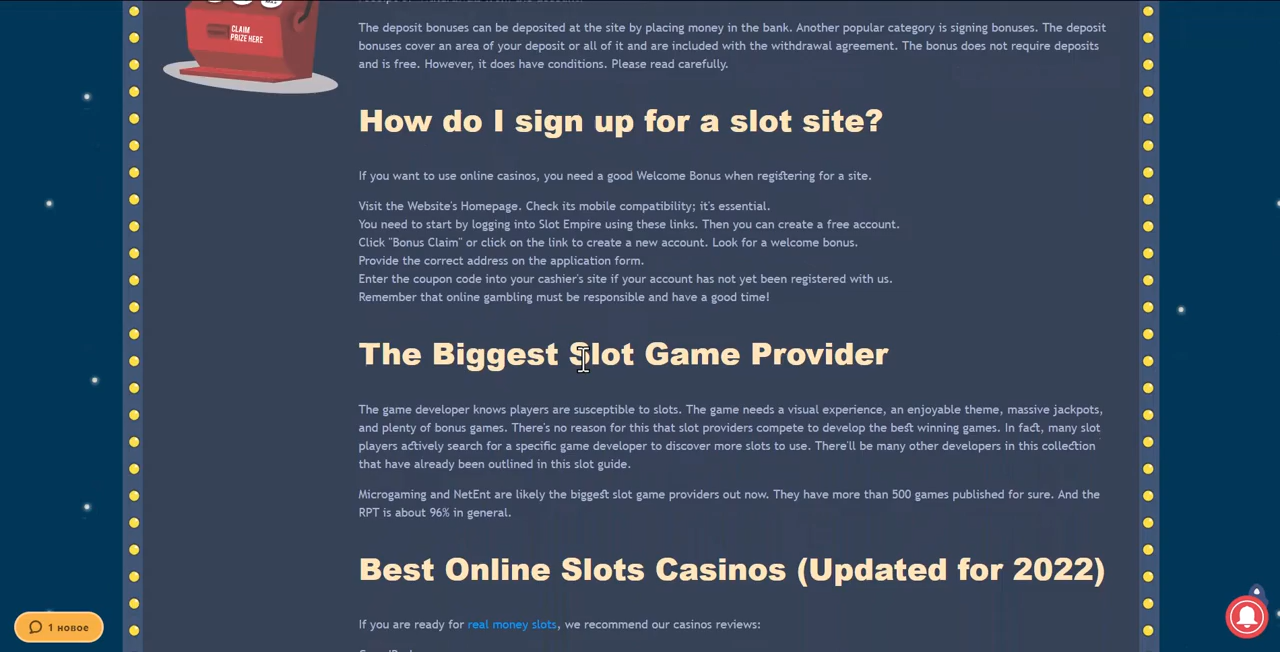 CLAIM
PRIZE HERE
The deposit bonuses can be deposited at the site by placing money in the bank. Another popular category is signing bonuses. The deposit
bonuses cover an area of your deposit or all of it and are included with the withdrawal agreement. The bonus does not require deposits
and is free. However, it does have conditions. Please read carefully.
How do I sign up for a slot site?
If you want to use online casinos, you need a good Welcome Bonus when registering for a site.
Visit the Website's Homepage. Check its mobile compatibility; it's essential.
You need to start by logging into Slot Empire using these links. Then you can create a free account.
Click "Bonus Claim" or click on the link to create a new account. Look for a welcome bonus.
Provide the correct address on the application form.
Enter the coupon code into your cashier's site if your account has not yet been registered with us.
Remember that online gambling must be responsible and have a good time!
The Biggest Slot Game Provider
The game developer knows players are susceptible to slots. The game needs a visual experience, an enjoyable theme, massive jackpots,
and plenty of bonus games. There's no reason for this that slot providers compete to develop the best winning games. In fact, many slot
players actively search for a specific game developer to discover more slots to use. There'll be many other developers in this collection
that have already been outlined in this slot guide.
Microgaming and NetEnt are likely the biggest slot game providers out now. They have more than 500 games published for sure. And the
RPT is about 96% in general.
Best Online Slots Casinos (Updated for 2022)
If you are ready for real money slots, we recommend our casinos reviews:
1 новое